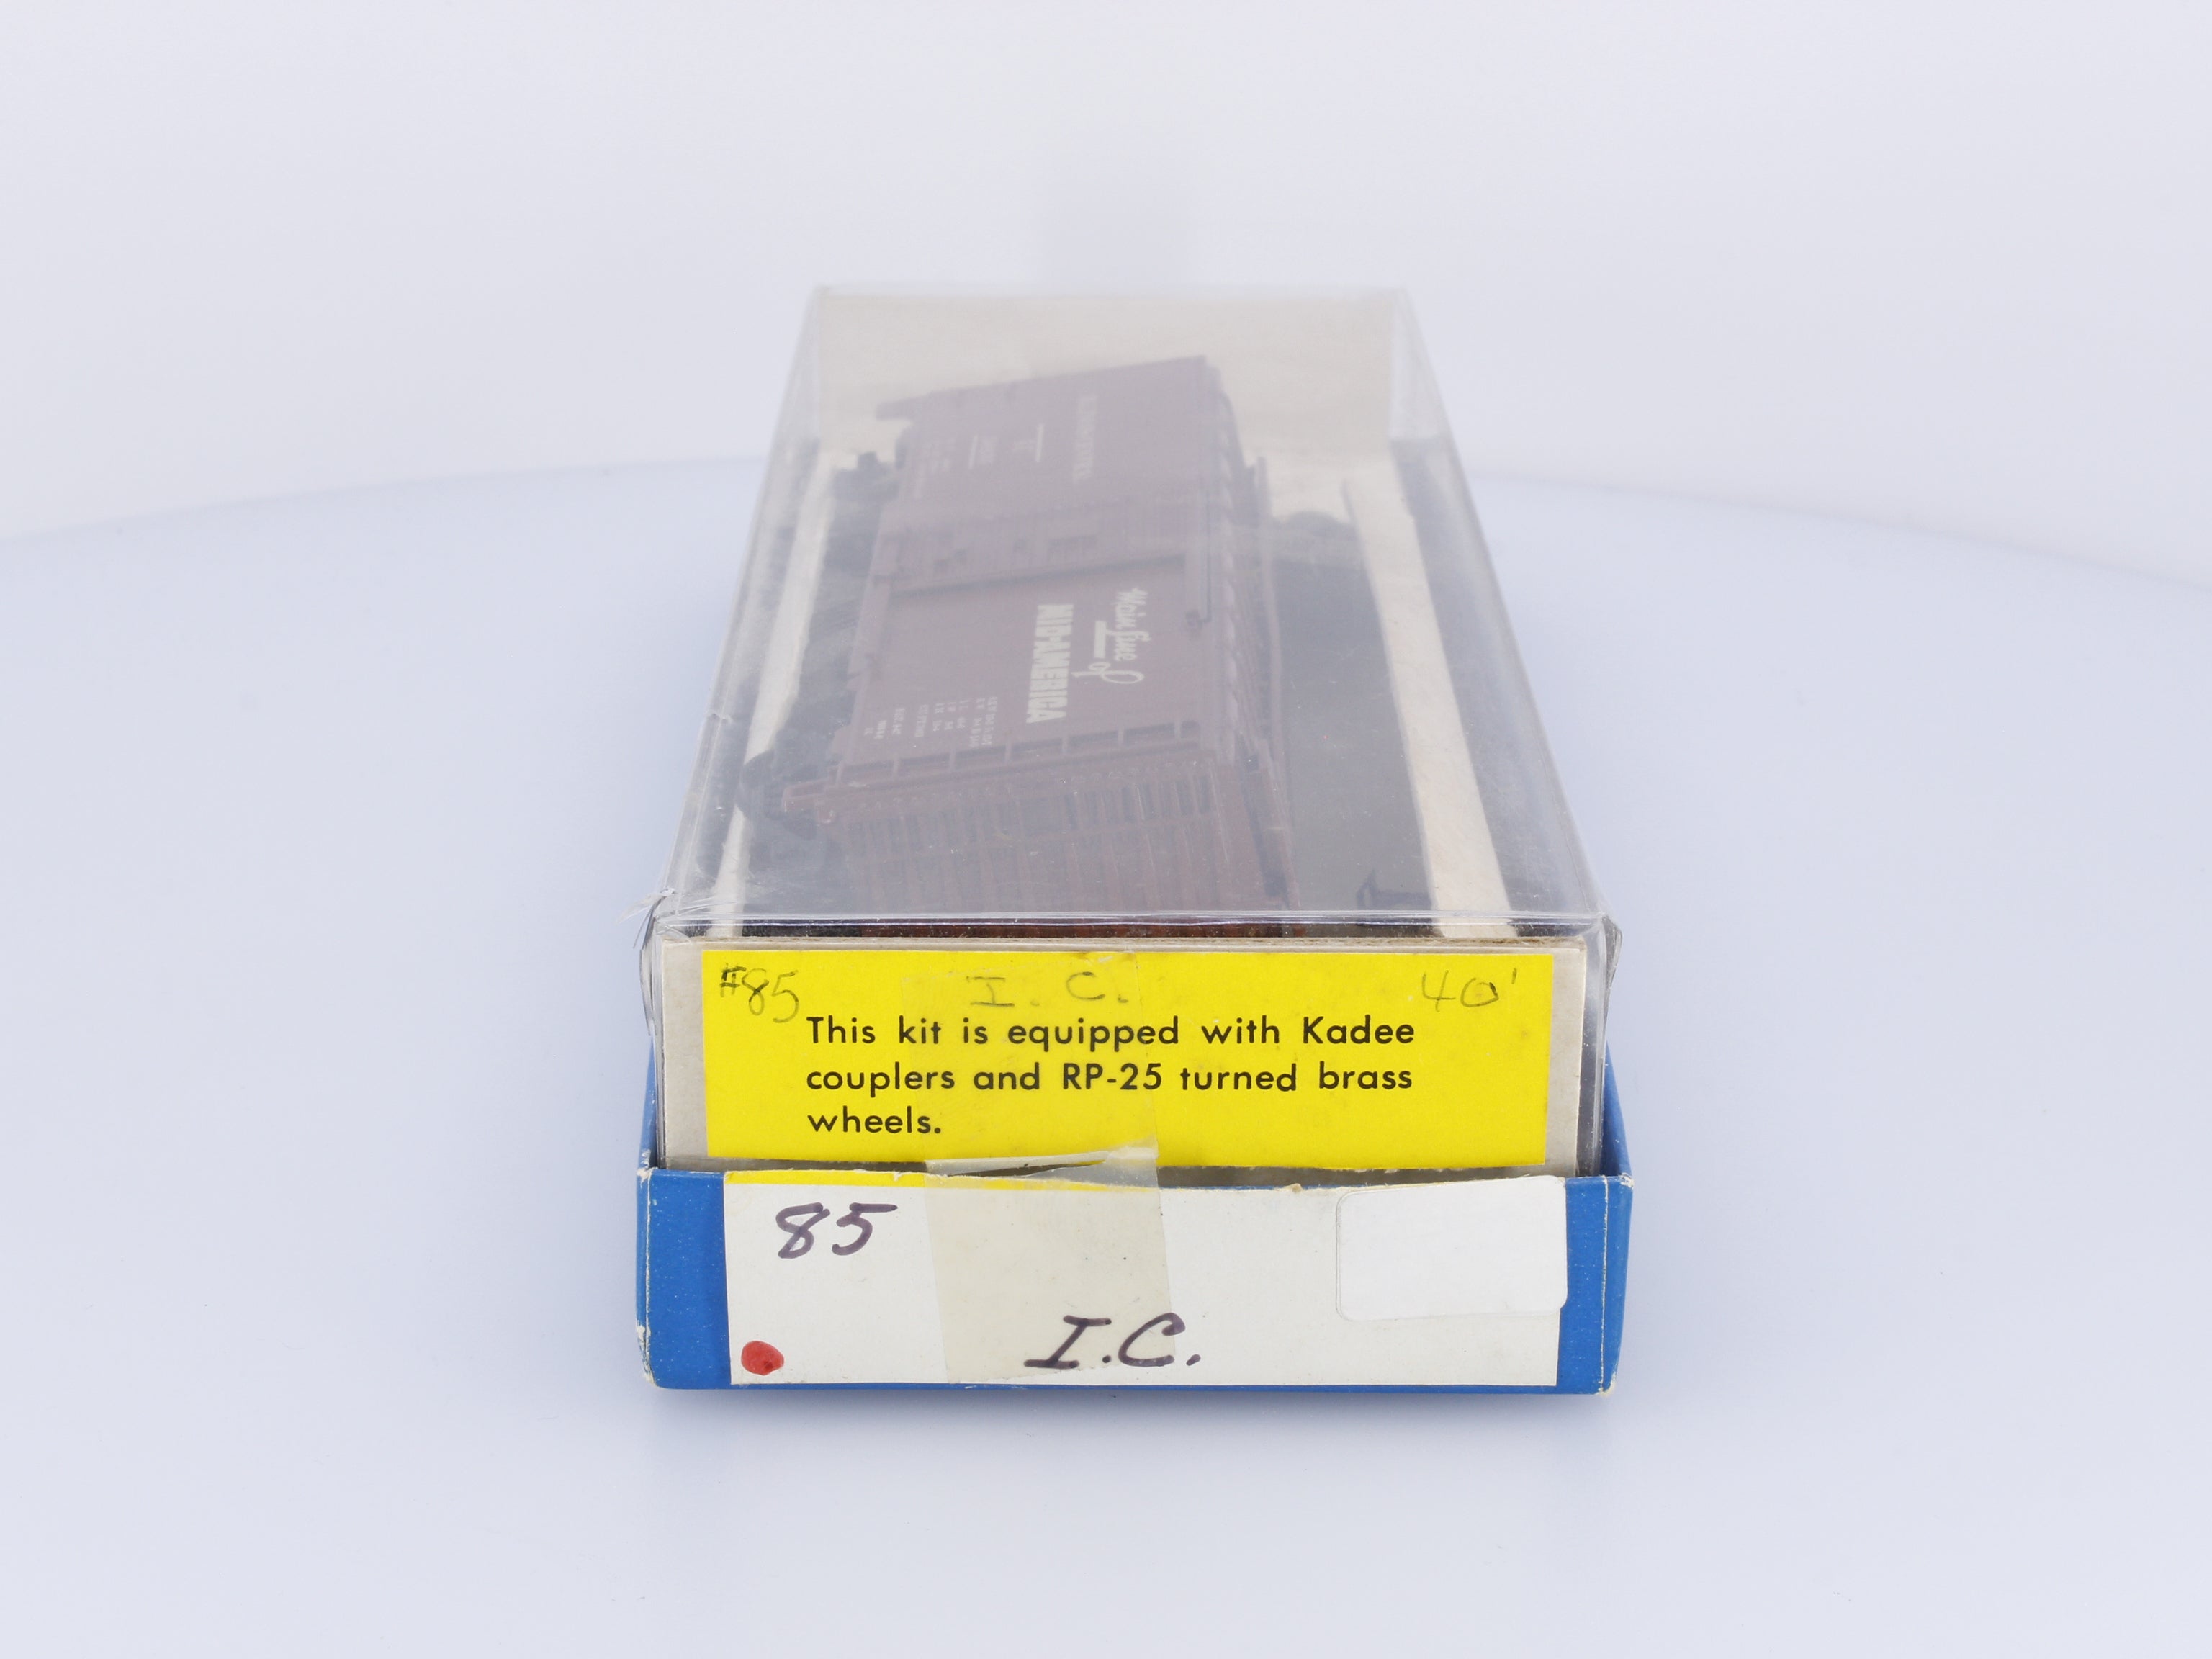 Main Line of
MID-AMERICA
#85 I. C. 40'
This kit is equipped with Kadee
couplers and RP-25 turned brass
wheels.
85
I.C.